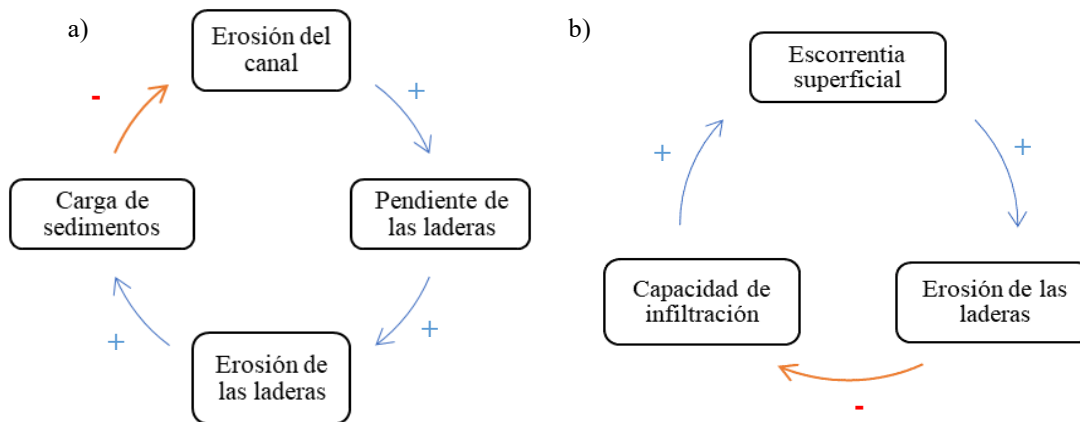 a)
Erosión del
canal
-
+
Carga de
sedimentos
Pendiente de
las laderas
+
+
Erosión de
las laderas
b)
Escorrentia
superficial
+
+
Capacidad de
infiltración
Erosión de las
laderas
-